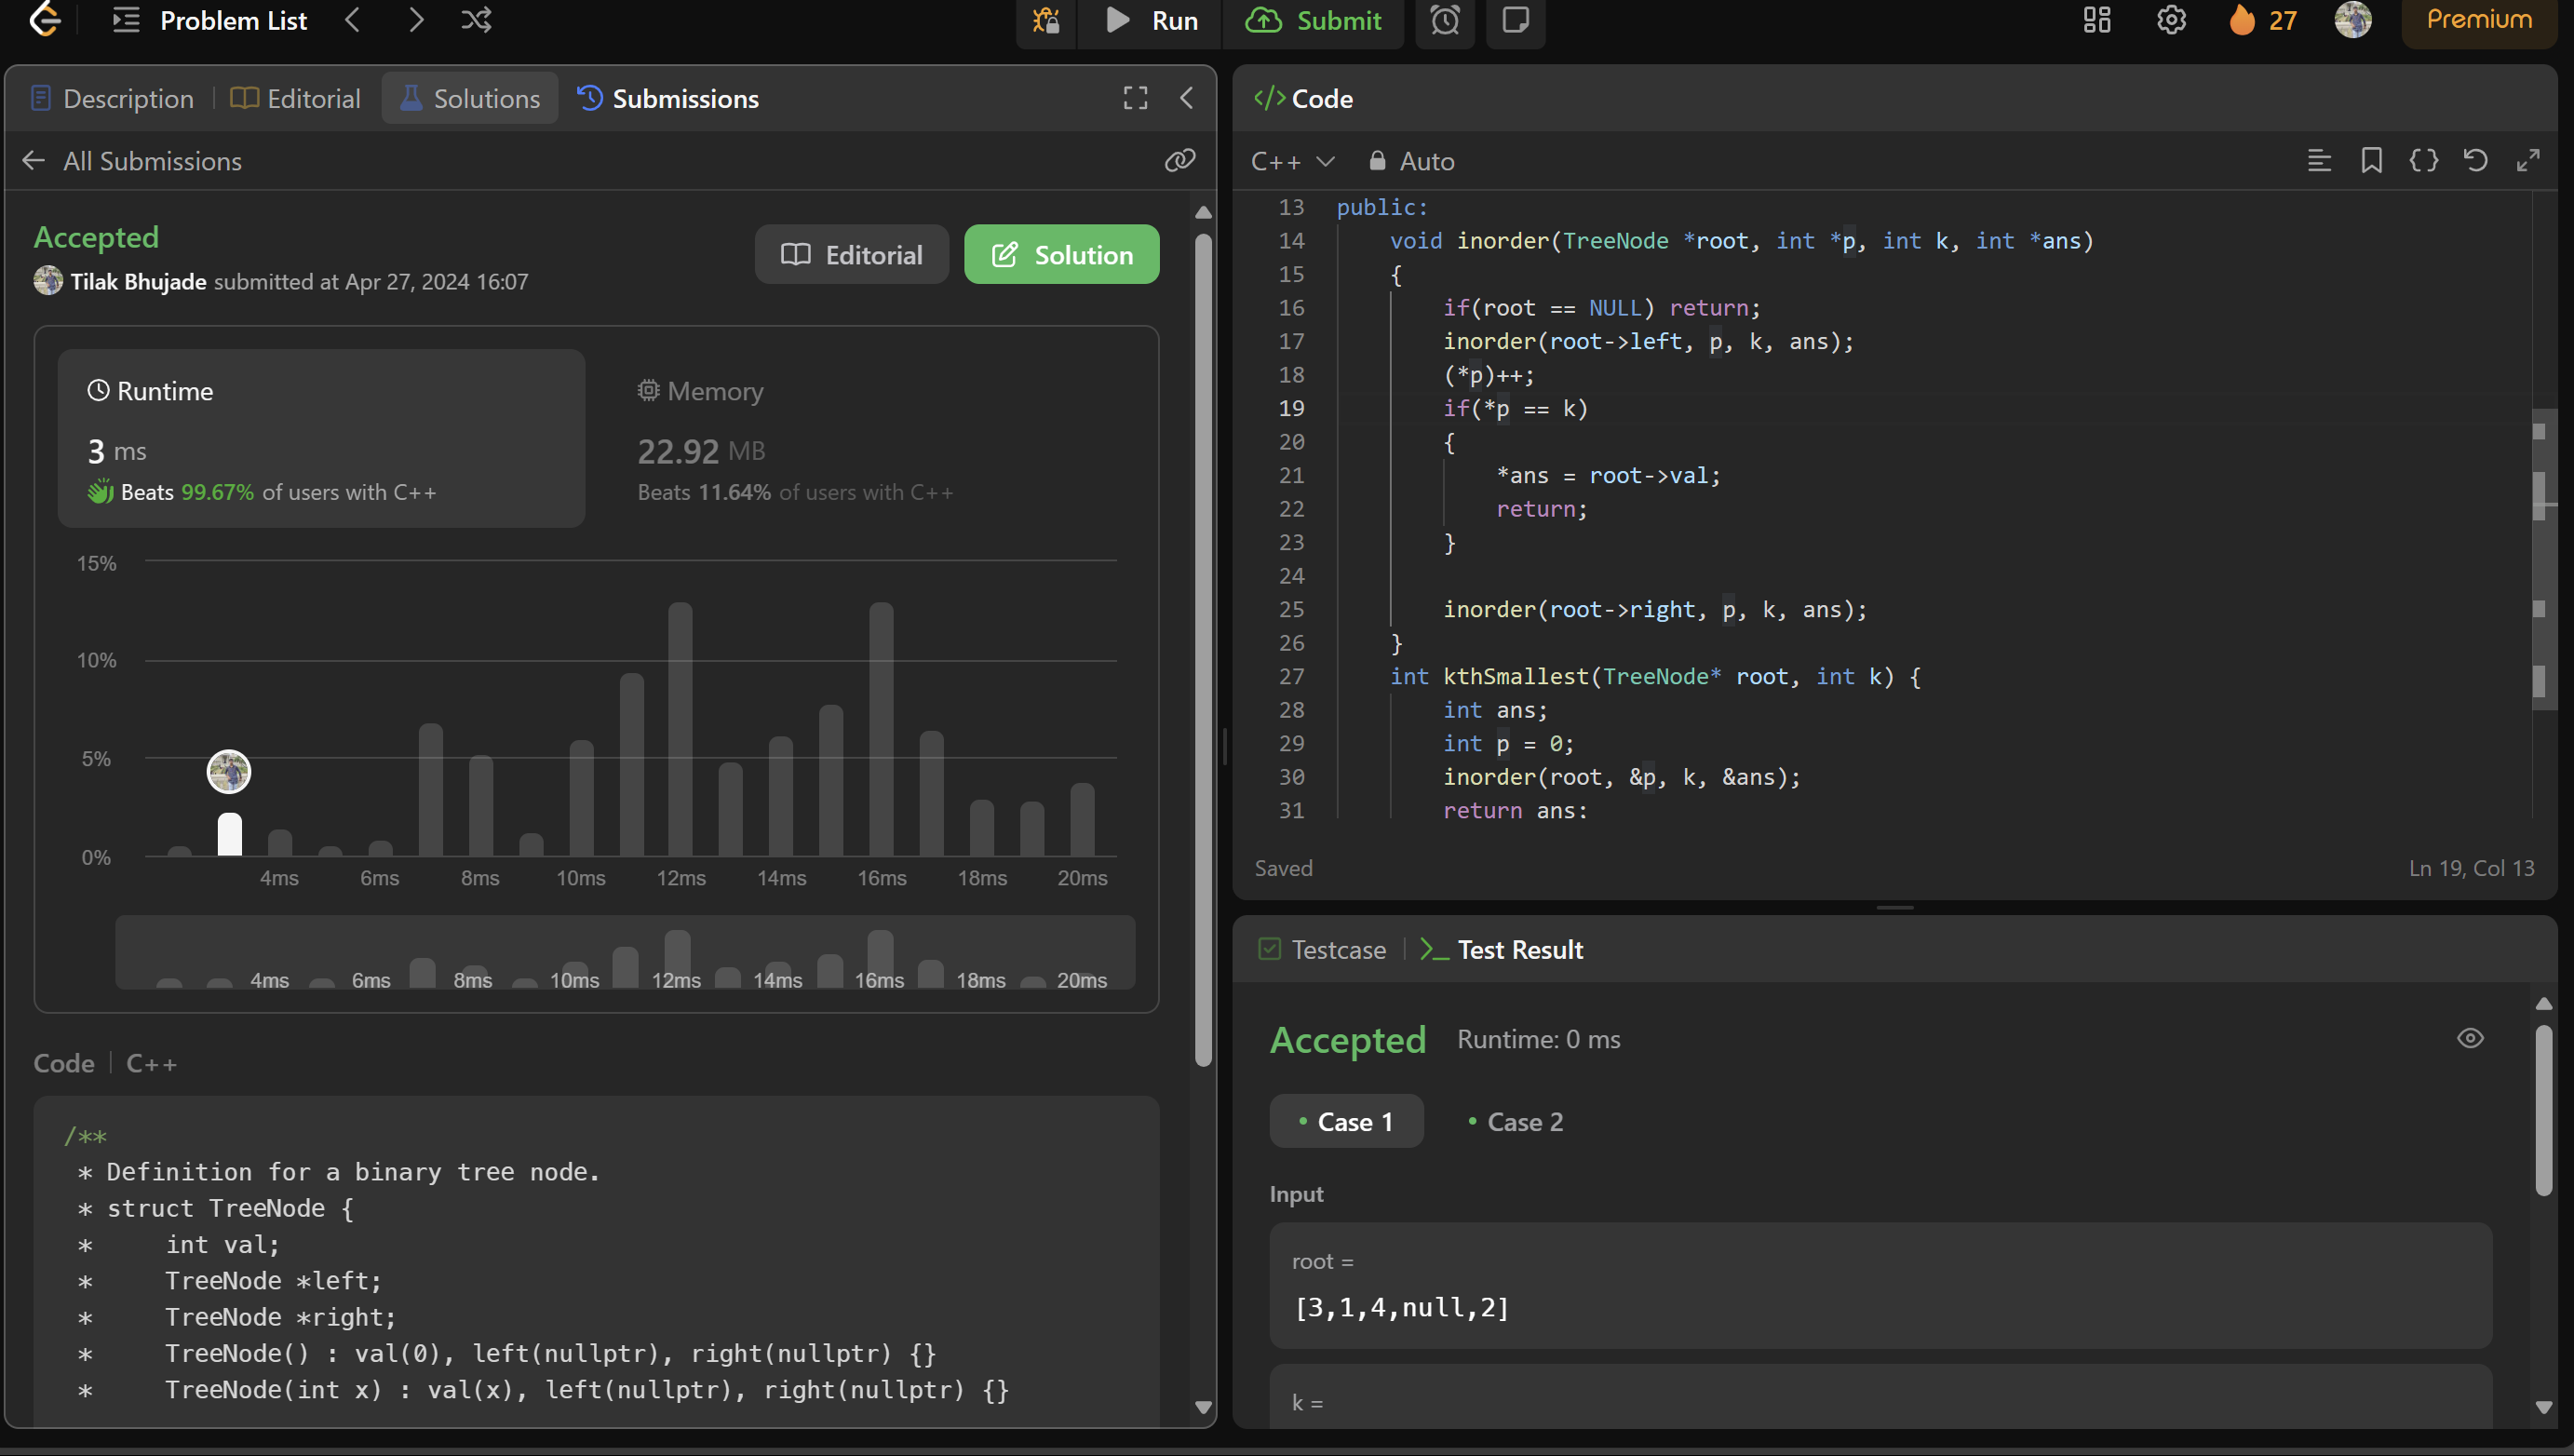 Problem List
Run
Submit
27
Premium
Description
Editorial
Solutions
Submissions
All Submissions
Accepted
Tilak Bhujade submitted at Apr 27, 2024 16:07
Editorial
Solution
Runtime
3 ms
Beats 99.67% of users with C++
Memory
22.92 MB
Beats 11.64% of users with C++
15%
10%
5%
0%
4ms 6ms 8ms 10ms 12ms 14ms 16ms 18ms 20ms
4ms 6ms 8ms 10ms 12ms 14ms 16ms 18ms 20ms
Code | C++
/**
* Definition for a binary tree node.
* struct TreeNode {
*     int val;
*     TreeNode *left;
*     TreeNode *right;
*     TreeNode() : val(0), left(nullptr), right(nullptr) {}
*     TreeNode(int x) : val(x), left(nullptr), right(nullptr) {}
</> Code
C++
Auto
13 public:
14     void inorder(TreeNode *root, int *p, int k, int *ans)
15     {
16         if(root == NULL) return;
17         inorder(root->left, p, k, ans);
18         (*p)++;
19         if(*p == k)
20         {
21             *ans = root->val;
22             return;
23         }
24
25         inorder(root->right, p, k, ans);
26     }
27     int kthSmallest(TreeNode* root, int k) {
28         int ans;
29         int p = 0;
30         inorder(root, &p, k, &ans);
31         return ans:
Saved
Ln 19, Col 13
Testcase
>_ Test Result
Accepted
Runtime: 0 ms
• Case 1
• Case 2
Input
root =
[3,1,4,null,2]
k =